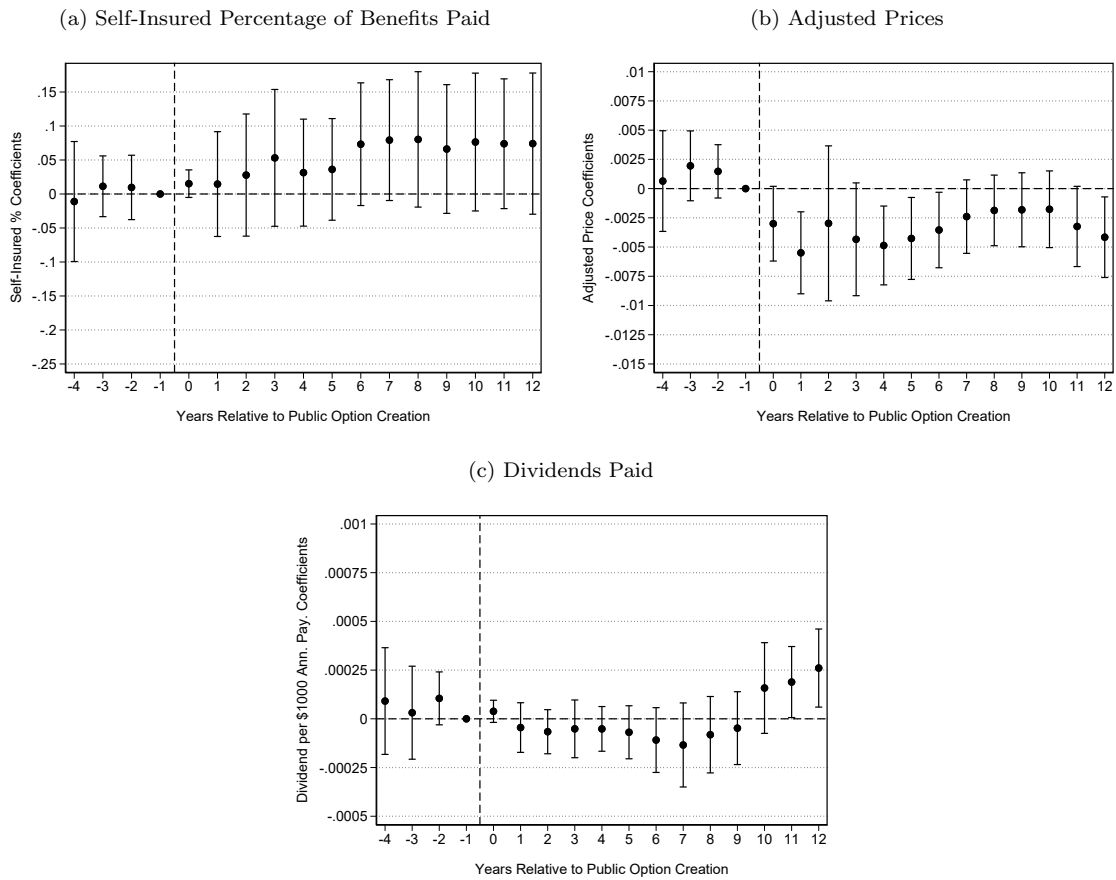 (a) Self-Insured Percentage of Benefits Paid
Self-Insured % Coefficients
.15
.1
.05
0
-.05
-.1
-.15
-.2
-.25
-4 -3 -2 -1 0 1 2 3 4 5 6 7 8 9 10 11 12
Years Relative to Public Option Creation
(b) Adjusted Prices
Adjusted Price Coefficients
.01
.0075
.005
.0025
0
-.0025
-.005
-.0075
-.01
-.0125
-.015
-4 -3 -2 -1 0 1 2 3 4 5 6 7 8 9 10 11 12
Years Relative to Public Option Creation
(c) Dividends Paid
Dividend per $1000 Ann. Pay. Coefficients
.001
.00075
.0005
.00025
0
-.00025
-.0005
-4 -3 -2 -1 0 1 2 3 4 5 6 7 8 9 10 11 12
Years Relative to Public Option Creation